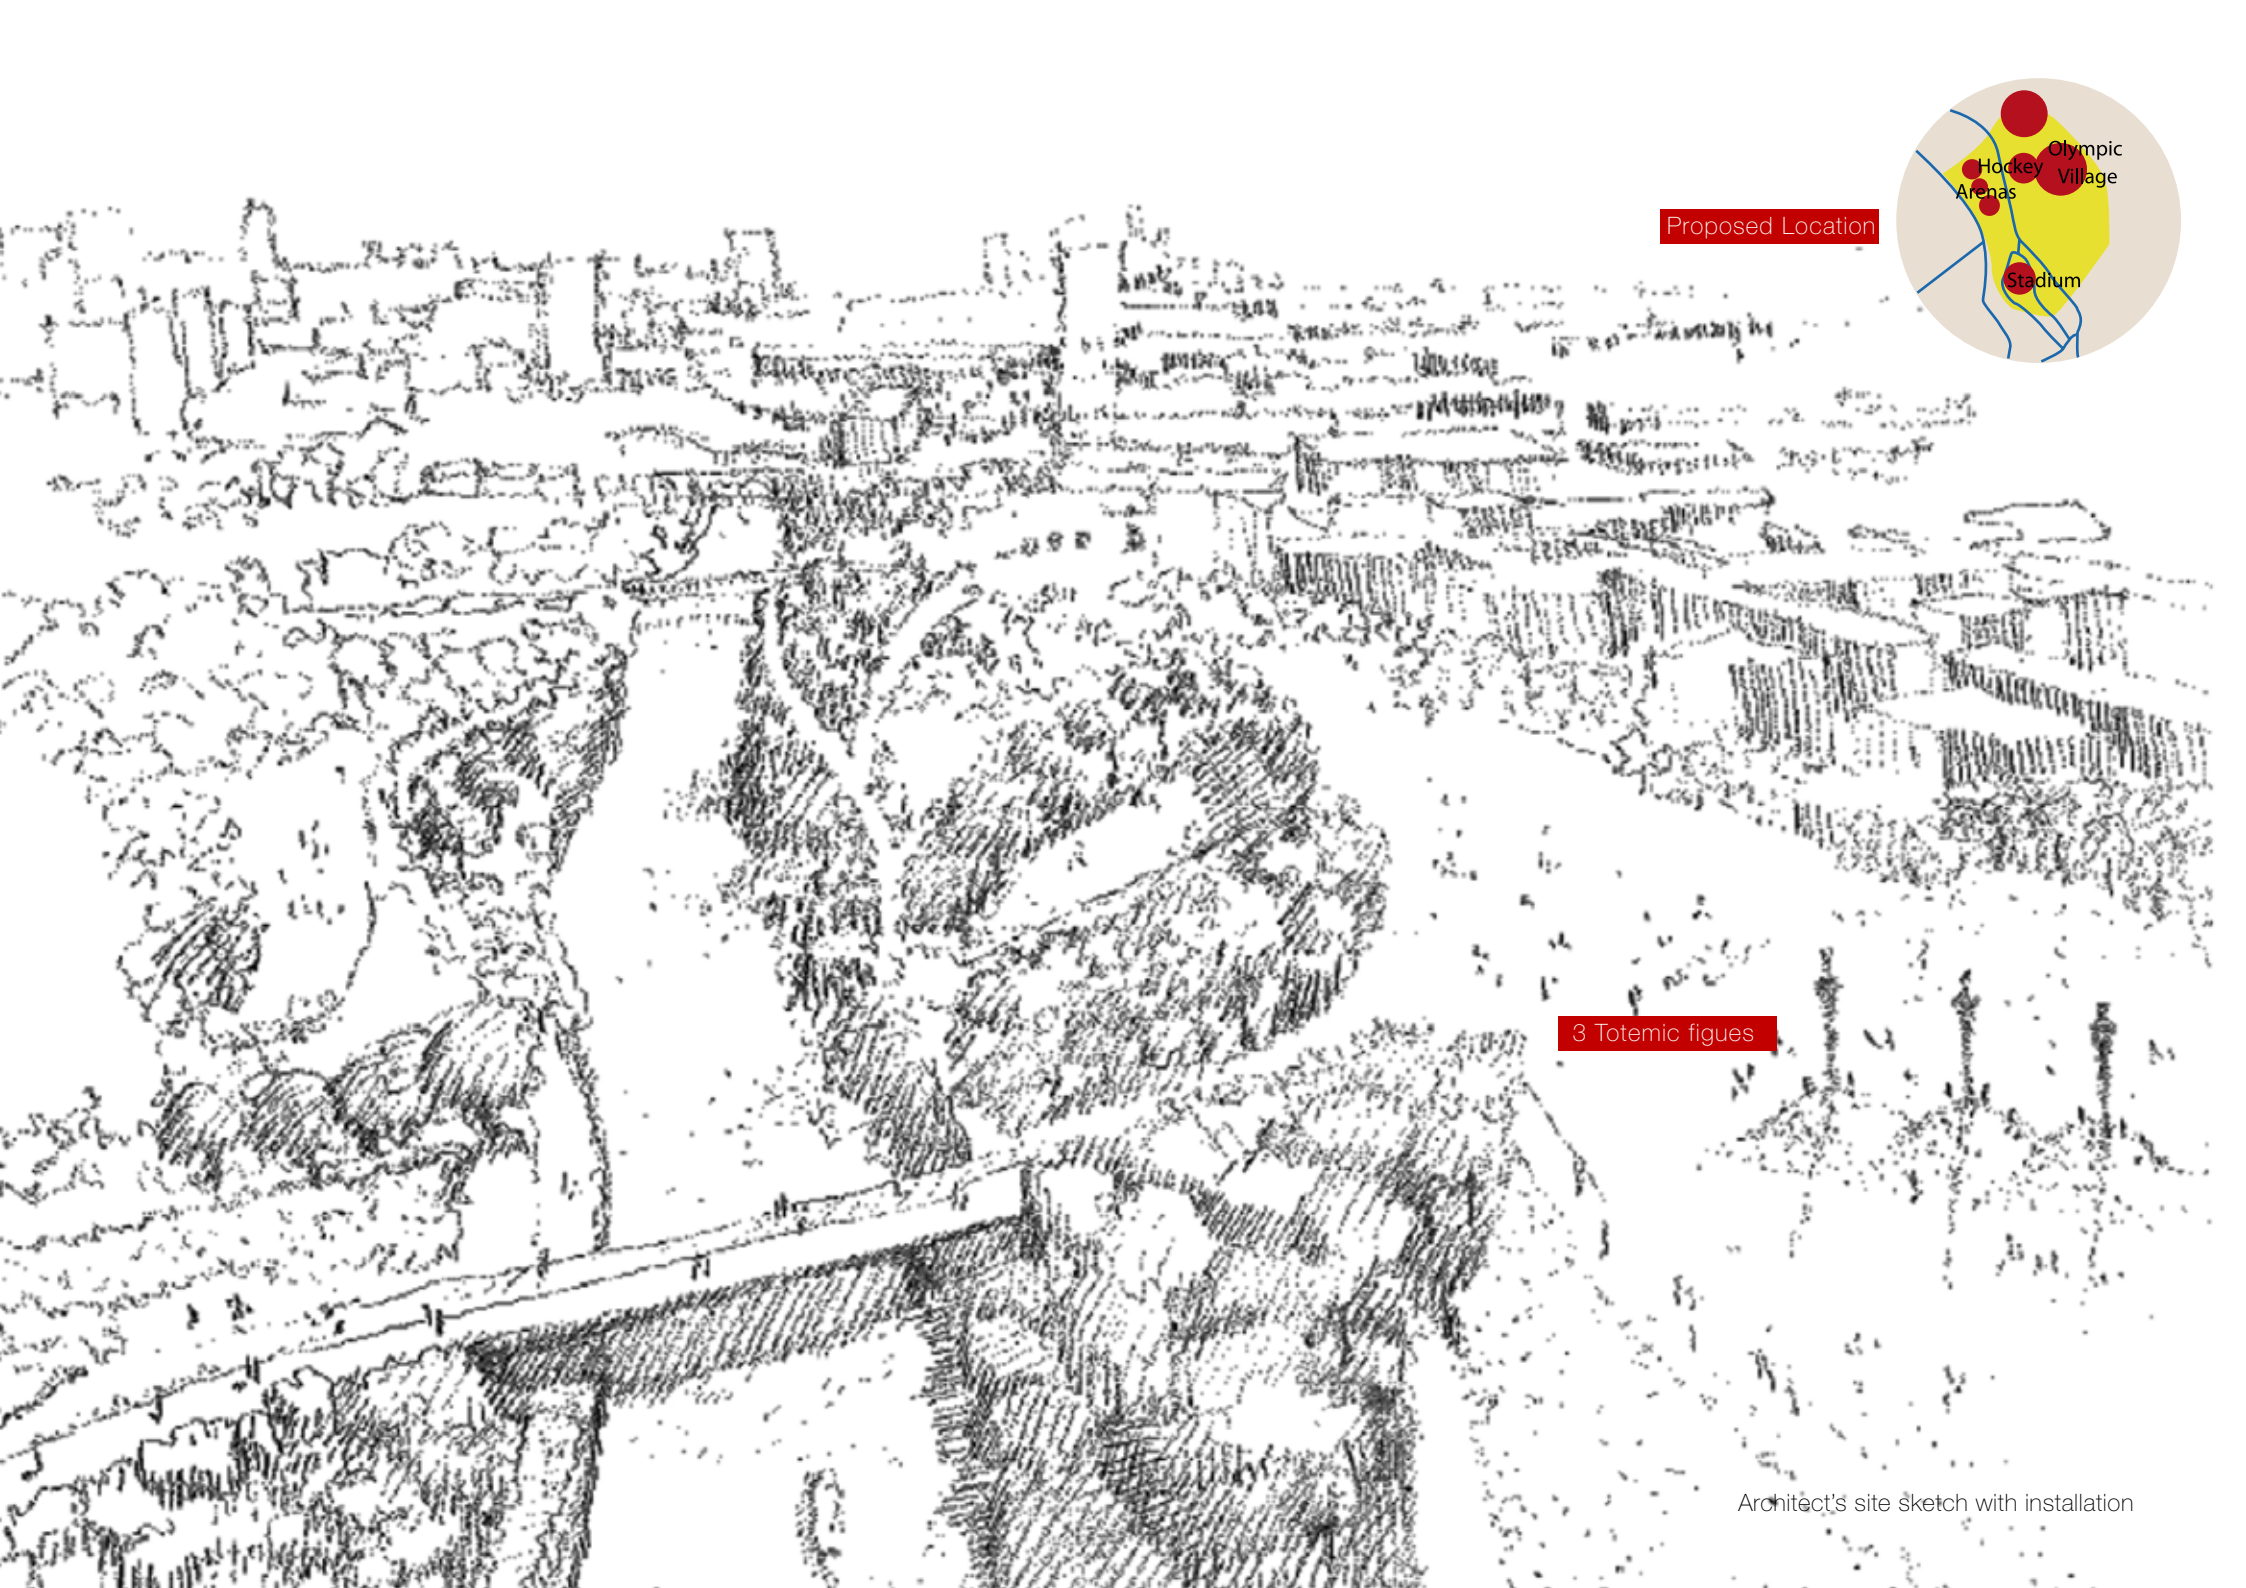 Olympic
Village
Hockey
Arenas
Proposed Location
Stadium
3 Totemic figues
Architect's site sketch with installation